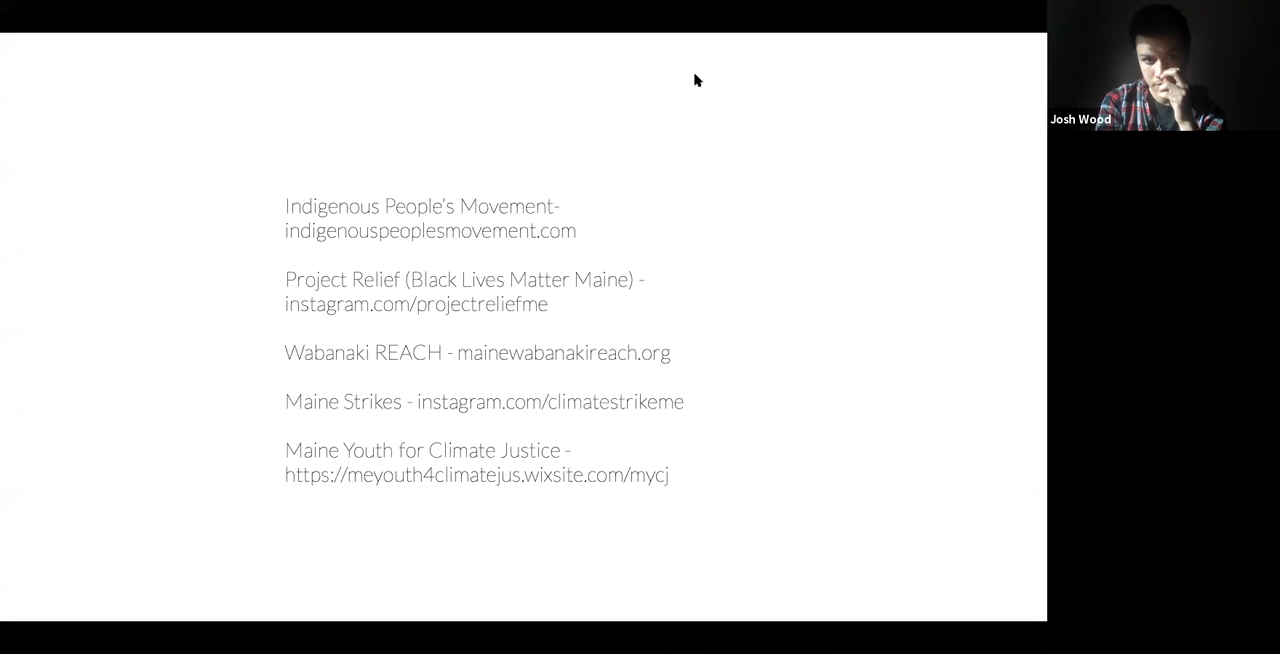 Indigenous People’s Movement-
indigenouspeoplesmovement.com
Project Relief (Black Lives Matter Maine) -
instagram.com/projectreliefme
Wabanaki REACH - mainewabanakireach.org
Maine Strikes - instagram.com/climatestrikeme
Maine Youth for Climate Justice -
https://meyouth4climatejus.wixsite.com/mycj
Josh Wood